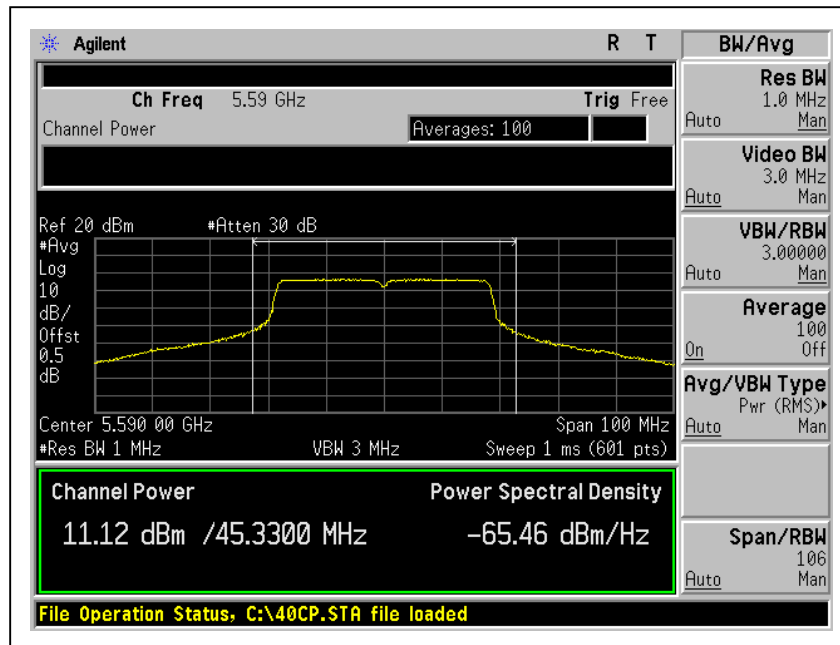 Agilent
R T
Ch Freq 5.59 GHz
Trig Free
Channel Power
Averages: 100
Ref 20 dBm
#Atten 30 dB
#Avg
Log
10
dB/
Offst
0.5
dB
Center 5.590 00 GHz
Span 100 MHz
#Res BW 1 MHz
VBW 3 MHz
Sweep 1 ms (601 pts)
Channel Power
Power Spectral Density
11.12 dBm /45.3300 MHz
-65.46 dBm/Hz
File Operation Status, C:\40CP.STA file loaded
BW/Avg
Res BW
1.0 MHz
Auto Man
Video BW
3.0 MHz
Auto Man
VBW/RBW
3.00000
Auto Man
Average
100
On Off
Avg/VBW Type
Pwr (RMS)▸
Auto Man
Span/RBW
106
Auto Man